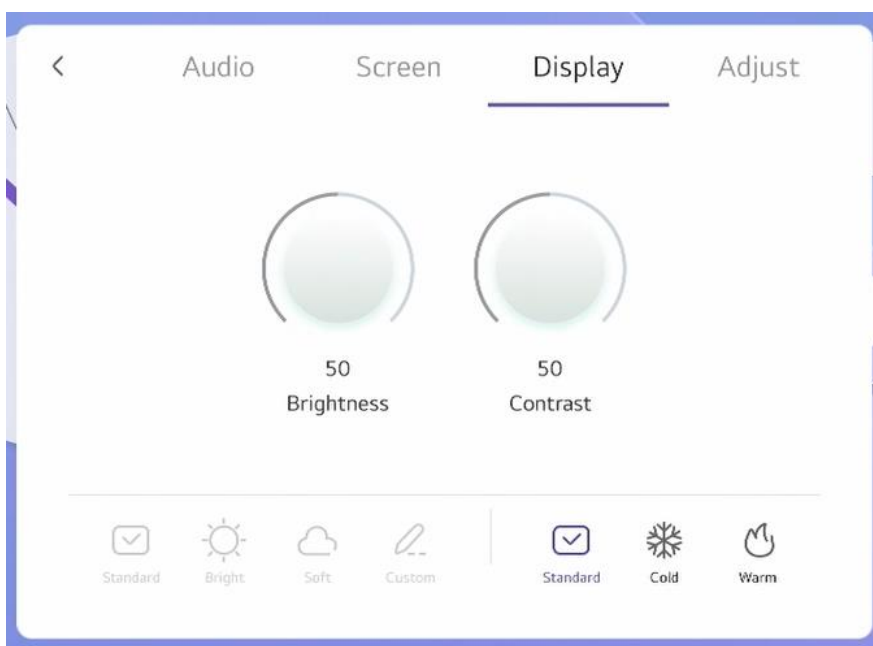 Audio Screen Display Adjust
50 50
Brightness Contrast
Standard Bright Soft Custom Standard Cold Warm